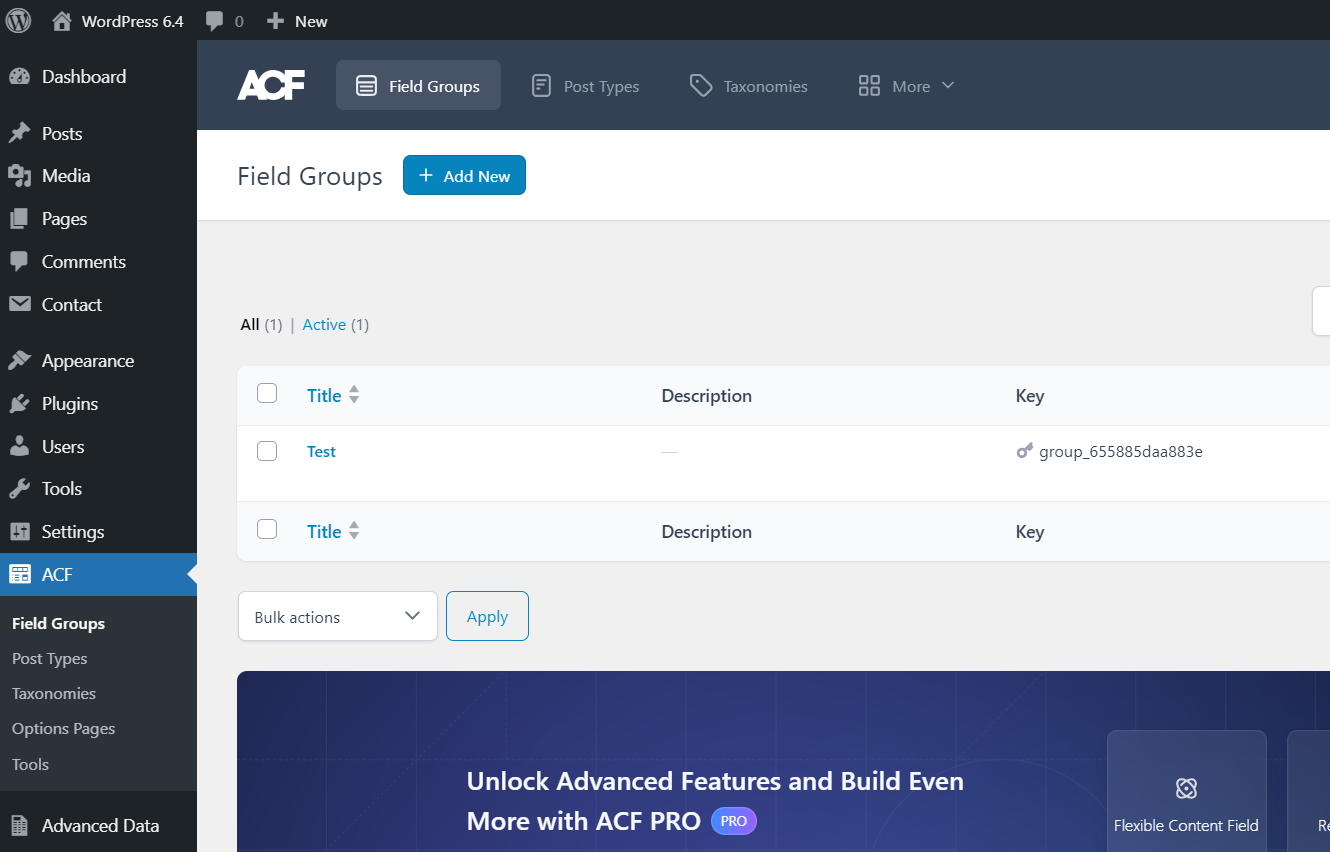 WordPress 6.4 0 New
Dashboard
Posts
Media
Pages
Comments
Contact
Appearance
Plugins
Users
Tools
Settings
ACF
Field Groups
Post Types
Taxonomies
Options Pages
Tools
Advanced Data
ACF Field Groups Post Types Taxonomies More
Field Groups Add New
All (1) | Active (1)
Title Description Key
Test — group_655885daa883e
Title Description Key
Bulk actions Apply
Unlock Advanced Features and Build Even
More with ACF PRO PRO
Flexible Content Field